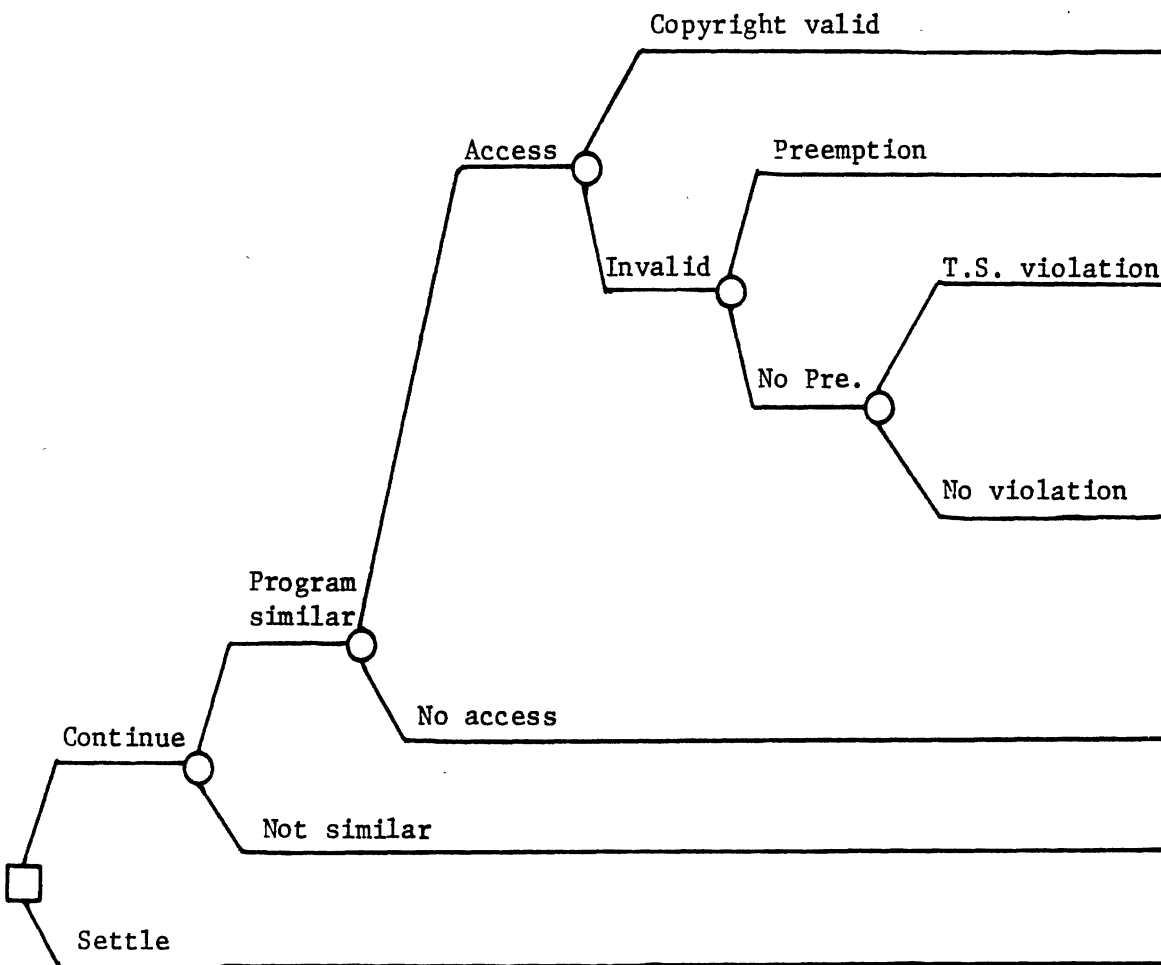 Copyright valid
Access
Preemption
Invalid
T.S. violation
No Pre.
No violation
Program
similar
No access
Continue
Not similar
Settle